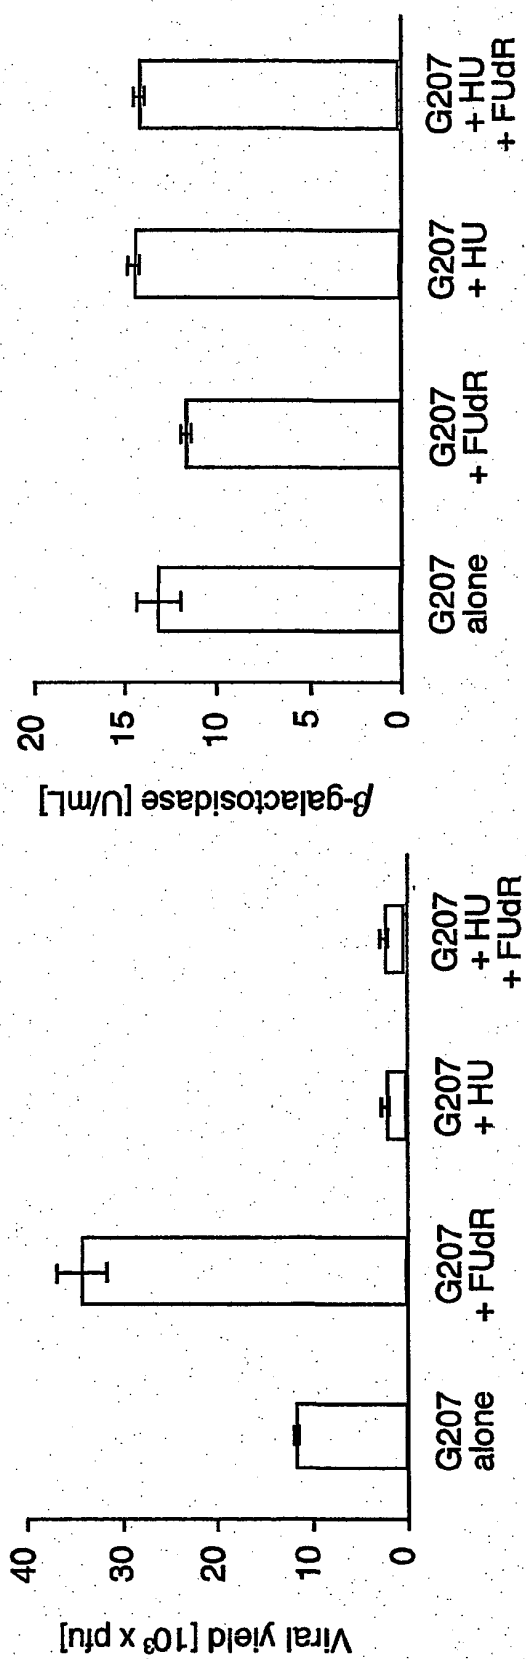 Viral yield [10³ x pfu]
40
30
20
10
0
G207
alone
G207
+ FUdR
G207
+ HU
G207
+ HU
+ FUdR
β-galactosidase [U/mL]
20
15
10
5
0
G207
alone
G207
+ FUdR
G207
+ HU
G207
+ HU
+ FUdR